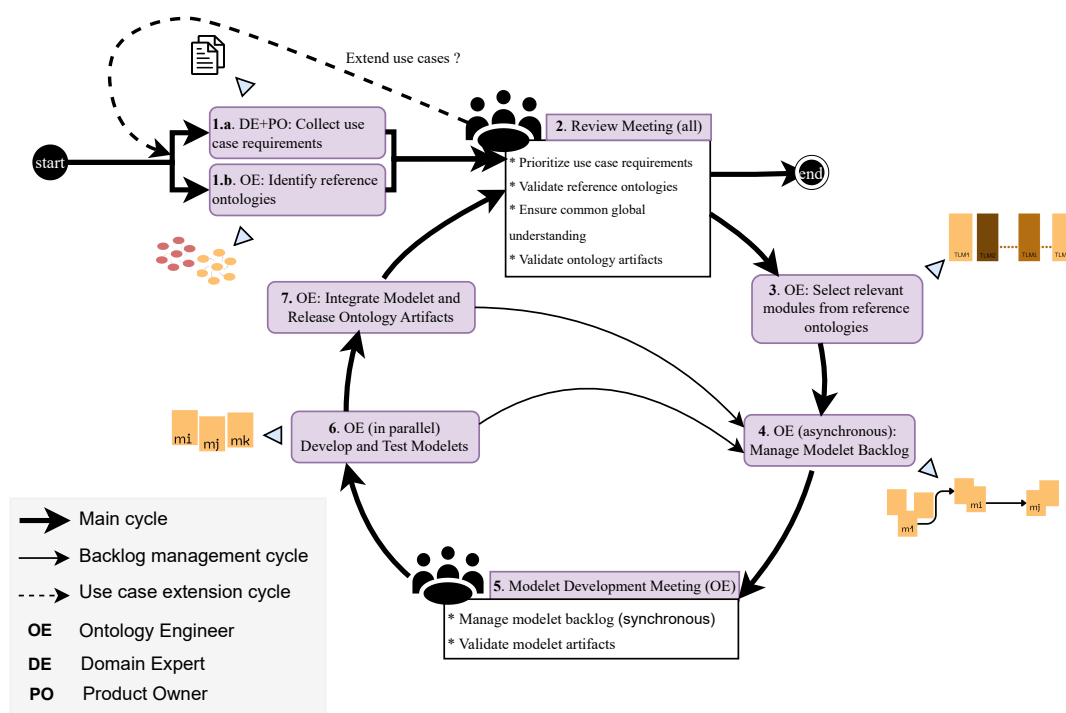 Extend use cases ?
start
1.a. DE+PO: Collect use
case requirements
1.b. OE: Identify reference
ontologies
2. Review Meeting (all)
* Prioritize use case requirements
* Validate reference ontologies
* Ensure common global
understanding
* Validate ontology artifacts
end
TLM1
TLM2
3. OE: Select relevant
modules from reference
ontologies
7. OE: Integrate Modelet and
Release Ontology Artifacts
4. OE (asynchronous):
Manage Modelet Backlog
6. OE (in parallel)
Develop and Test Modelets
mi
mj
mk
m1
mi
mj
5. Modelet Development Meeting (OE)
* Manage modelet backlog (synchronous)
* Validate modelet artifacts
Main cycle
Backlog management cycle
Use case extension cycle
OE Ontology Engineer
DE Domain Expert
PO Product Owner